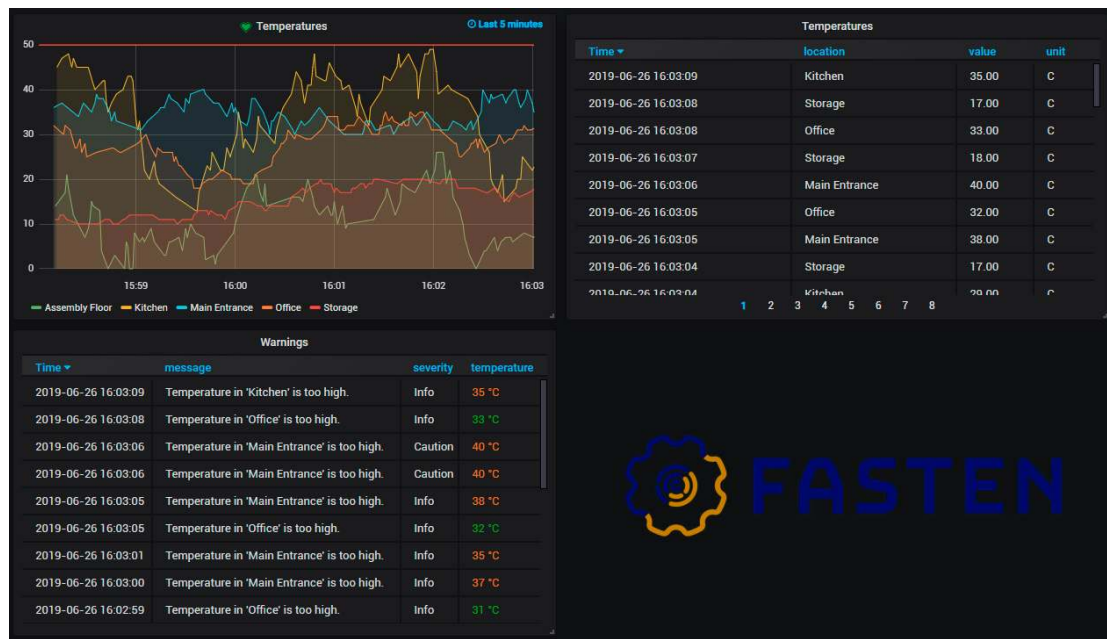 Temperatures
Last 5 minutes
50
40
30
20
10
0
15:59 16:00 16:01 16:02 16:03
Assembly Floor Kitchen Main Entrance Office Storage
Temperatures
Time location value unit
2019-06-26 16:03:09 Kitchen 35.00 C
2019-06-26 16:03:08 Storage 17.00 C
2019-06-26 16:03:08 Office 33.00 C
2019-06-26 16:03:07 Storage 18.00 C
2019-06-26 16:03:06 Main Entrance 40.00 C
2019-06-26 16:03:05 Office 32.00 C
2019-06-26 16:03:05 Main Entrance 38.00 C
2019-06-26 16:03:04 Storage 17.00 C
2019-06-26 16:03:04 Kitchen 29.00 C
1 2 3 4 5 6 7 8
Warnings
Time message severity temperature
2019-06-26 16:03:09 Temperature in 'Kitchen' is too high. Info 35 °C
2019-06-26 16:03:08 Temperature in 'Office' is too high. Info 33 °C
2019-06-26 16:03:06 Temperature in 'Main Entrance' is too high. Caution 40 °C
2019-06-26 16:03:06 Temperature in 'Main Entrance' is too high. Caution 40 °C
2019-06-26 16:03:05 Temperature in 'Main Entrance' is too high. Info 38 °C
2019-06-26 16:03:05 Temperature in 'Office' is too high. Info 32 °C
2019-06-26 16:03:01 Temperature in 'Main Entrance' is too high. Info 35 °C
2019-06-26 16:03:00 Temperature in 'Main Entrance' is too high. Info 37 °C
2019-06-26 16:02:59 Temperature in 'Office' is too high. Info 31 °C
FASTEN